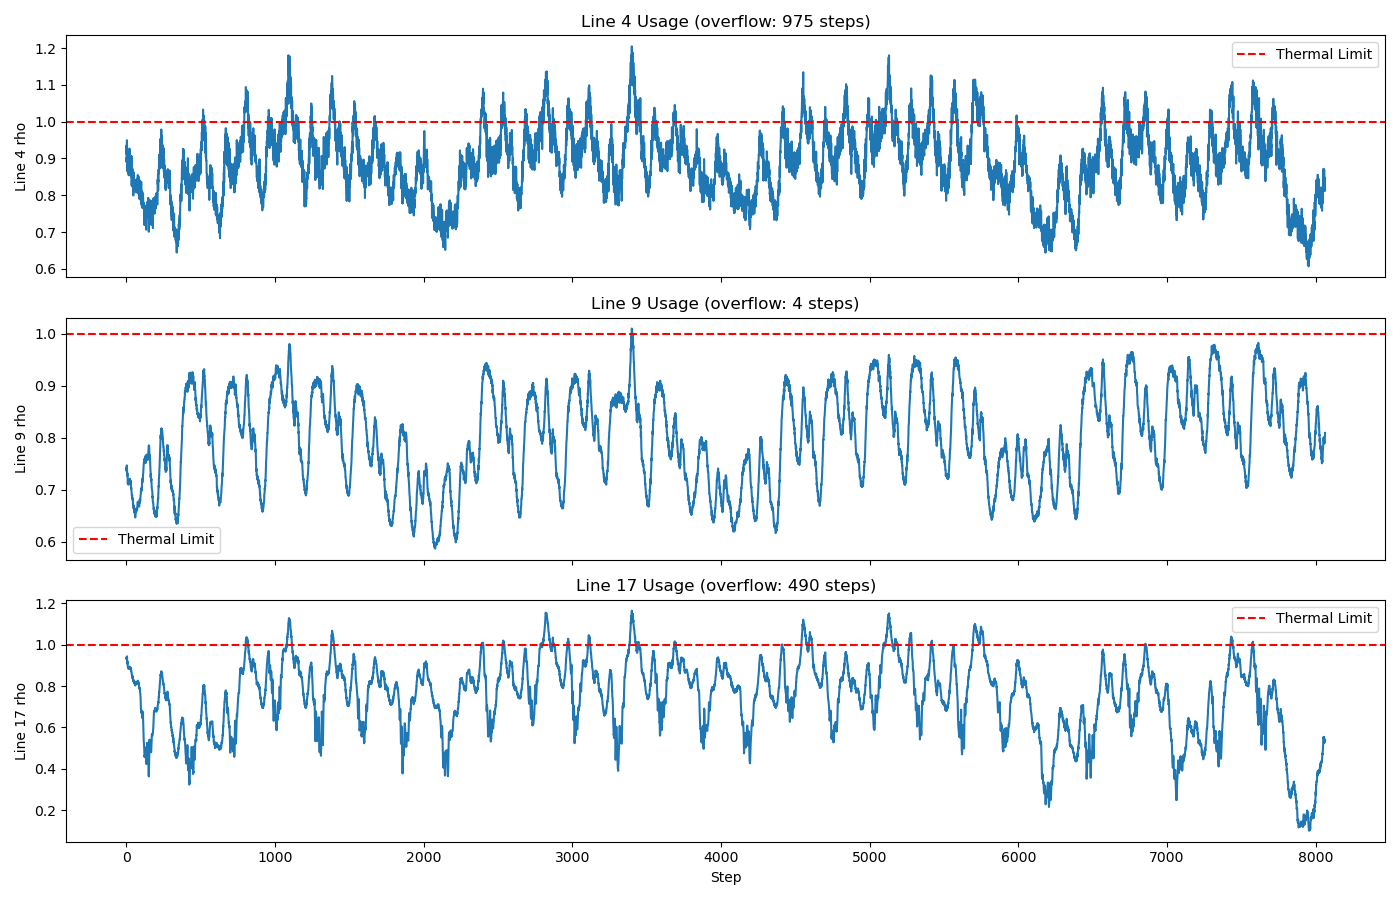 Line 4 Usage (overflow: 975 steps)
1.2
1.1
1.0
0.9
0.8
0.7
0.6
Line 4 rho
Thermal Limit
Line 9 Usage (overflow: 4 steps)
1.0
0.9
0.8
0.7
0.6
Line 9 rho
Thermal Limit
Line 17 Usage (overflow: 490 steps)
1.2
1.0
0.8
0.6
0.4
0.2
Line 17 rho
Thermal Limit
0 1000 2000 3000 4000 5000 6000 7000 8000
Step